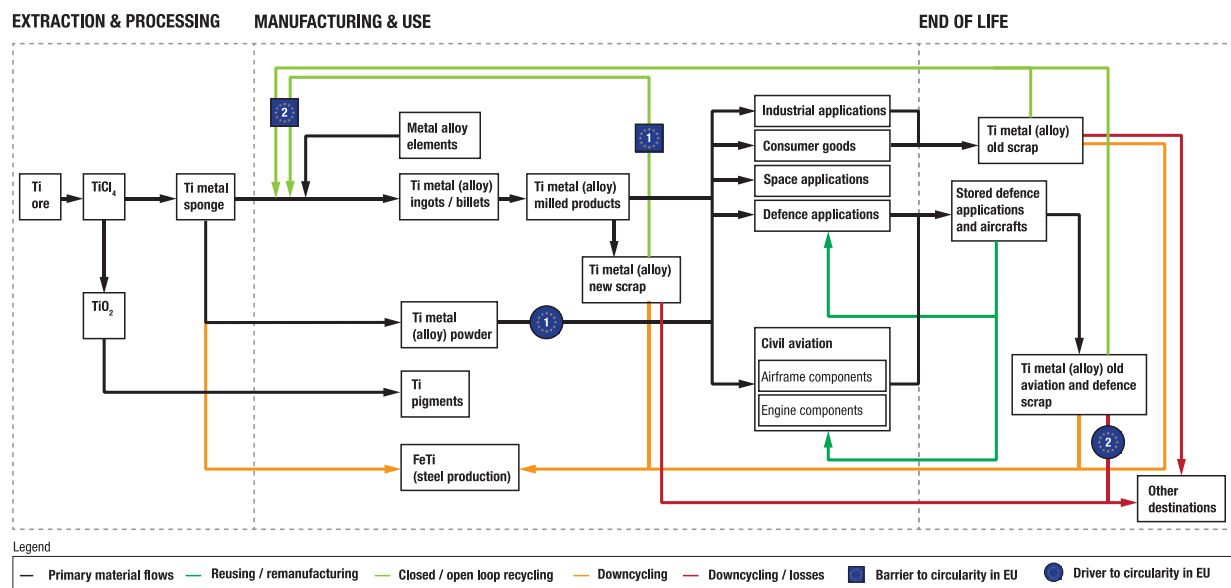 EXTRACTION & PROCESSING
MANUFACTURING & USE
END OF LIFE
2
1
Metal alloy
elements
Industrial applications
Consumer goods
Space applications
Defence applications
Ti metal (alloy)
old scrap
Ti
ore
TiCl4
Ti metal
sponge
Ti metal (alloy)
ingots / billets
Ti metal (alloy)
milled products
Stored defence
applications
and aircrafts
Ti metal (alloy)
new scrap
TiO2
Ti metal
(alloy) powder
1
Civil aviation
Airframe components
Engine components
Ti metal (alloy) old
aviation and defence
scrap
Ti
pigments
2
FeTi
(steel production)
Other
destinations
Legend
Primary material flows
Reusing / remanufacturing
Closed / open loop recycling
Downcycling
Downcycling / losses
Barrier to circularity in EU
Driver to circularity in EU